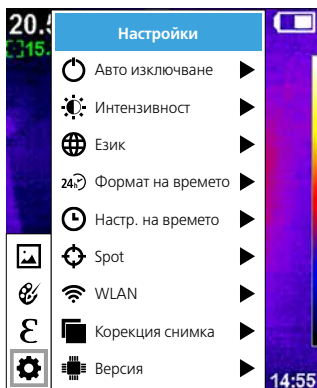 20.5
15.
Настройки
Авто изключване
Интензивност
Език
24h Формат на времето
Настр. на времето
Spot
WLAN
Корекция снимка
ε
Версия
14:55